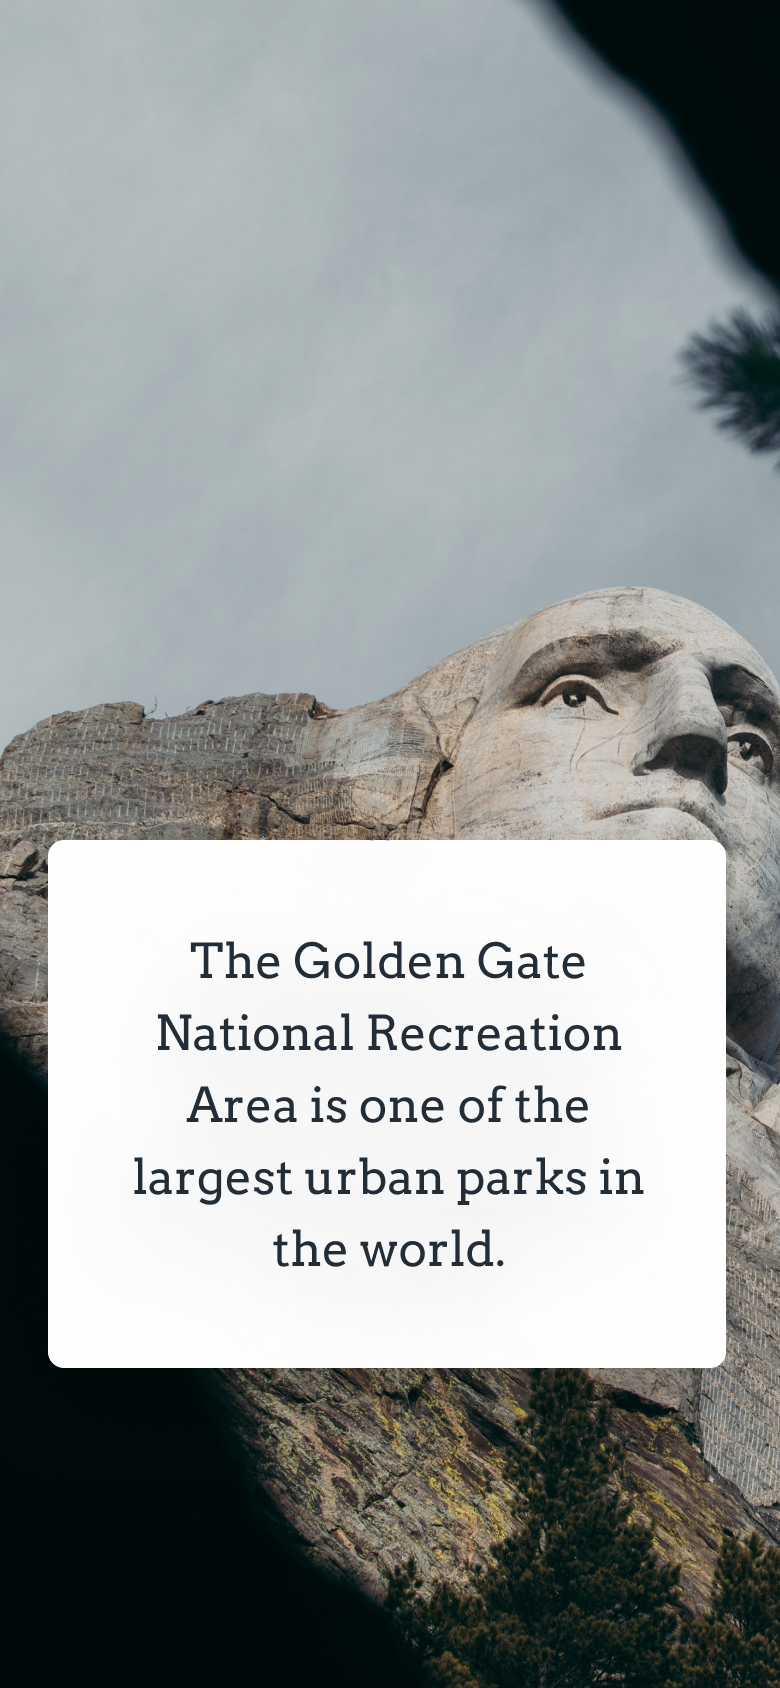 The Golden Gate
National Recreation
Area is one of the
largest urban parks in
the world.